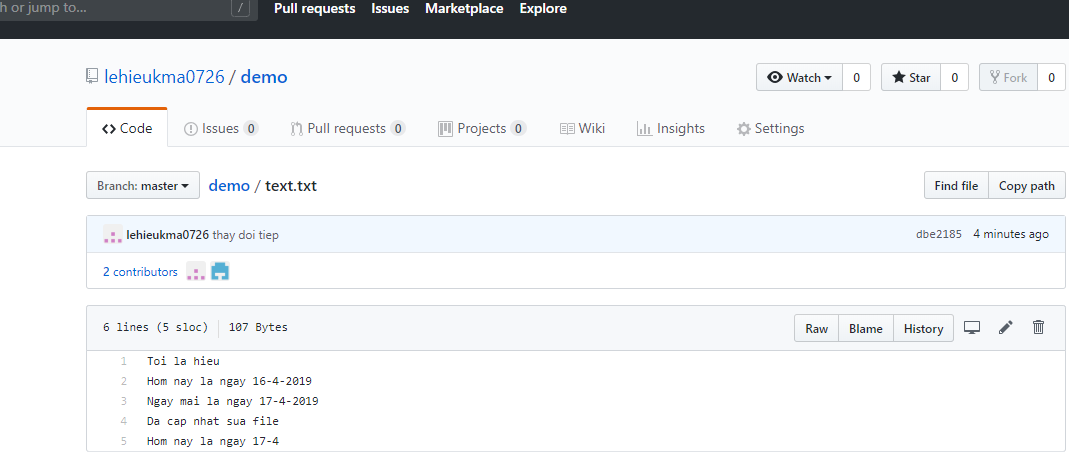 h or jump to... / Pull requests Issues Marketplace Explore
lehieukma0726 / demo Watch 0 Star 0 Fork 0
Code Issues 0 Pull requests 0 Projects 0 Wiki Insights Settings
Branch: master demo / text.txt Find file Copy path
lehieukma0726 thay doi tiep dbe2185 4 minutes ago
2 contributors
6 lines (5 sloc) 107 Bytes Raw Blame History
1 Toi la hieu
2 Hom nay la ngay 16-4-2019
3 Ngay mai la ngay 17-4-2019
4 Da cap nhat sua file
5 Hom nay la ngay 17-4